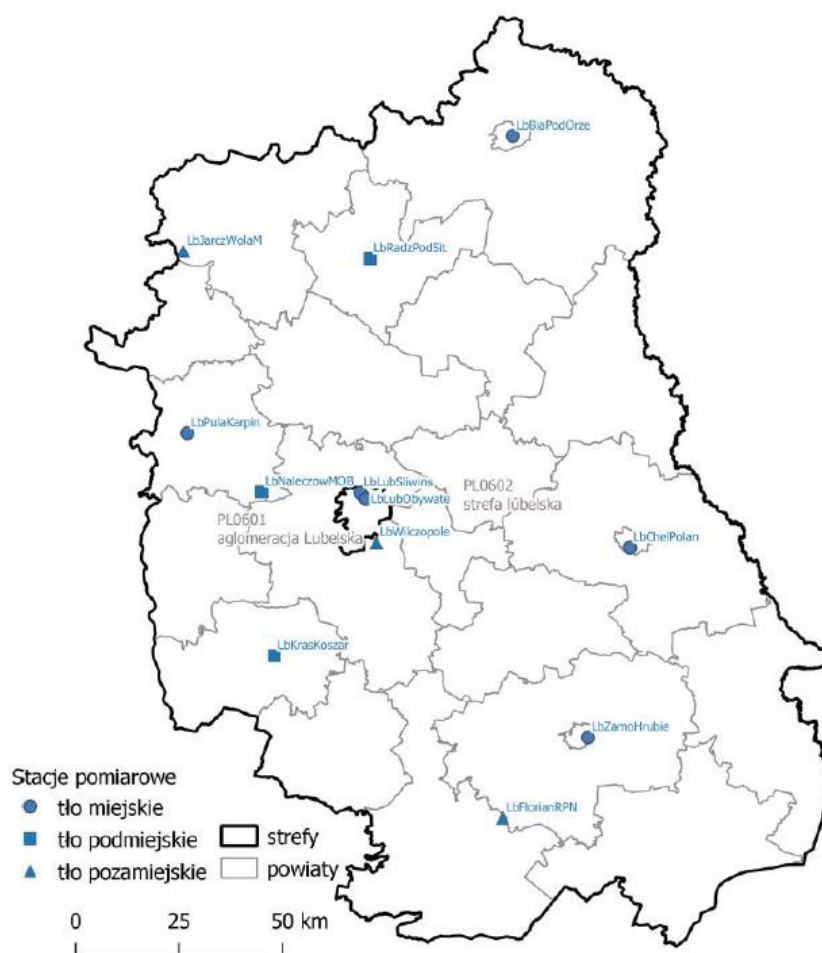 LbBiaPodOrze
LbJarczWolaM
LbRadzPodSit
LbPulaKarpin
LbNaleczowMOB
LbLubSliwins
LbLubObywate
PL0602
strefa lubelska
PL0601
aglomeracja Lubelska
LbWilczopole
LbChelPolan
LbKrasKoszar
LbZamoHrubie
LbFlorianRPN
Stacje pomiarowe
tło miejskie
tło podmiejskie
tło pozamiejskie
strefy
powiaty
0 25 50 km